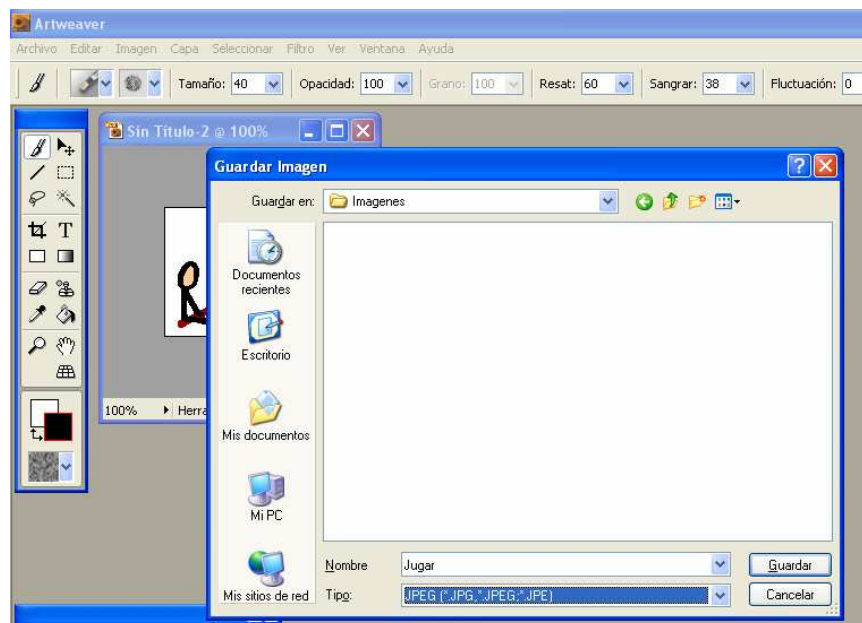 Artweaver
Archivo Editar Imagen Capa Seleccionar Filtro Ver Ventana Ayuda
Tamaño: 40 Opacidad: 100 Grano: 100 Resat: 60 Sangrar: 38 Fluctuación: 0
Sin Título-2 @ 100%
Guardar Imagen
Guardar en: Imagenes
Documentos recientes
Escritorio
Mis documentos
Mi PC
Mis sitios de red
Nombre Jugar Guardar
Tipo: JPEG (*.JPG,*.JPEG;*.JPE) Cancelar
100% Herra